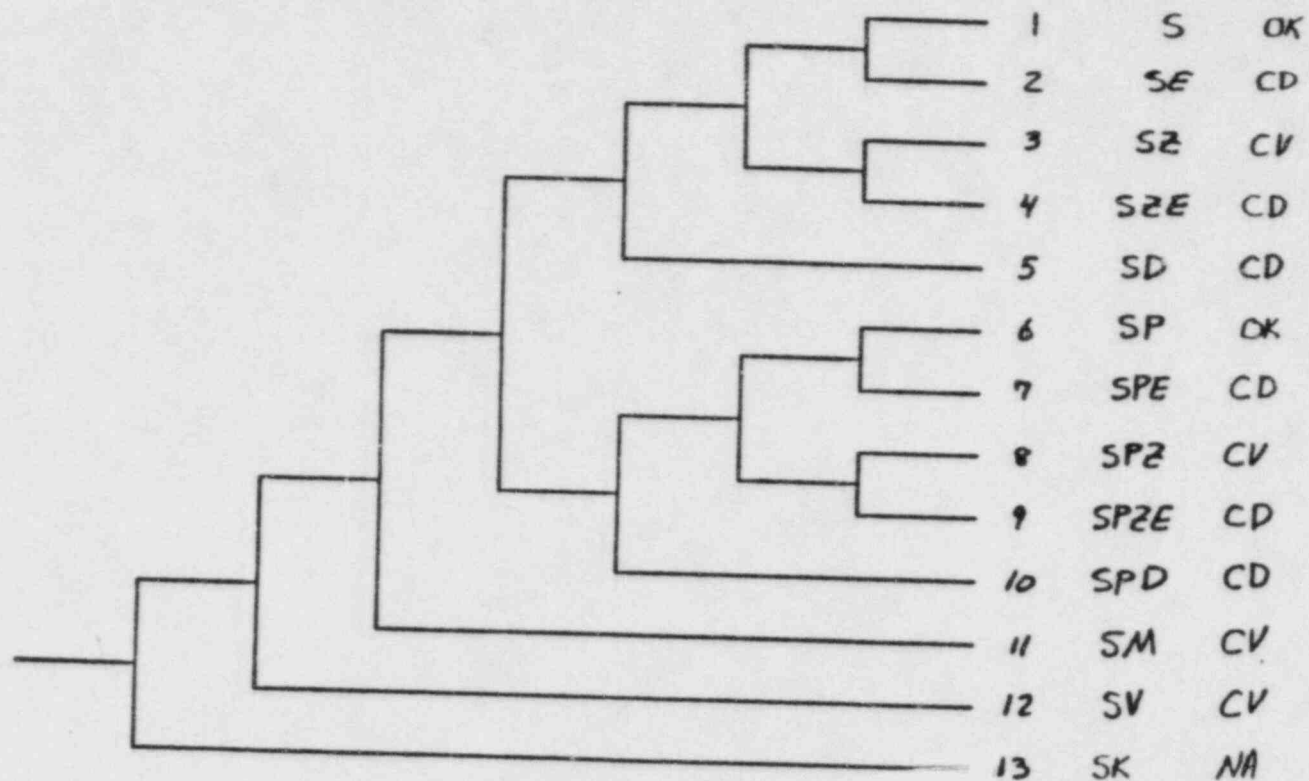 1 S OK
2 SE CD
3 SZ CV
4 SZE CD
5 SD CD
6 SP OK
7 SPE CD
8 SPZ CV
9 SPZE CD
10 SPD CD
11 SM CV
12 SV CV
13 SK NA